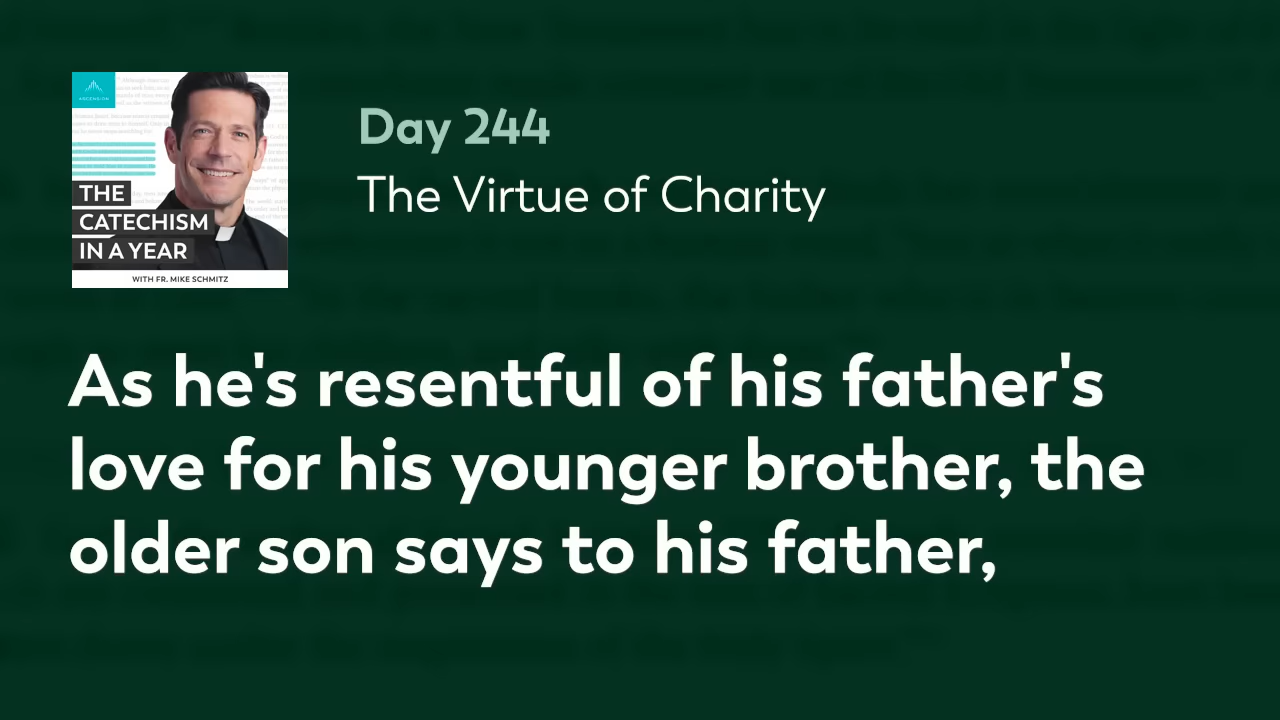 ASCENSION
THE
CATECHISM
IN A YEAR
WITH FR. MIKE SCHMITZ
Day 244
The Virtue of Charity
As he's resentful of his father's
love for his younger brother, the
older son says to his father,